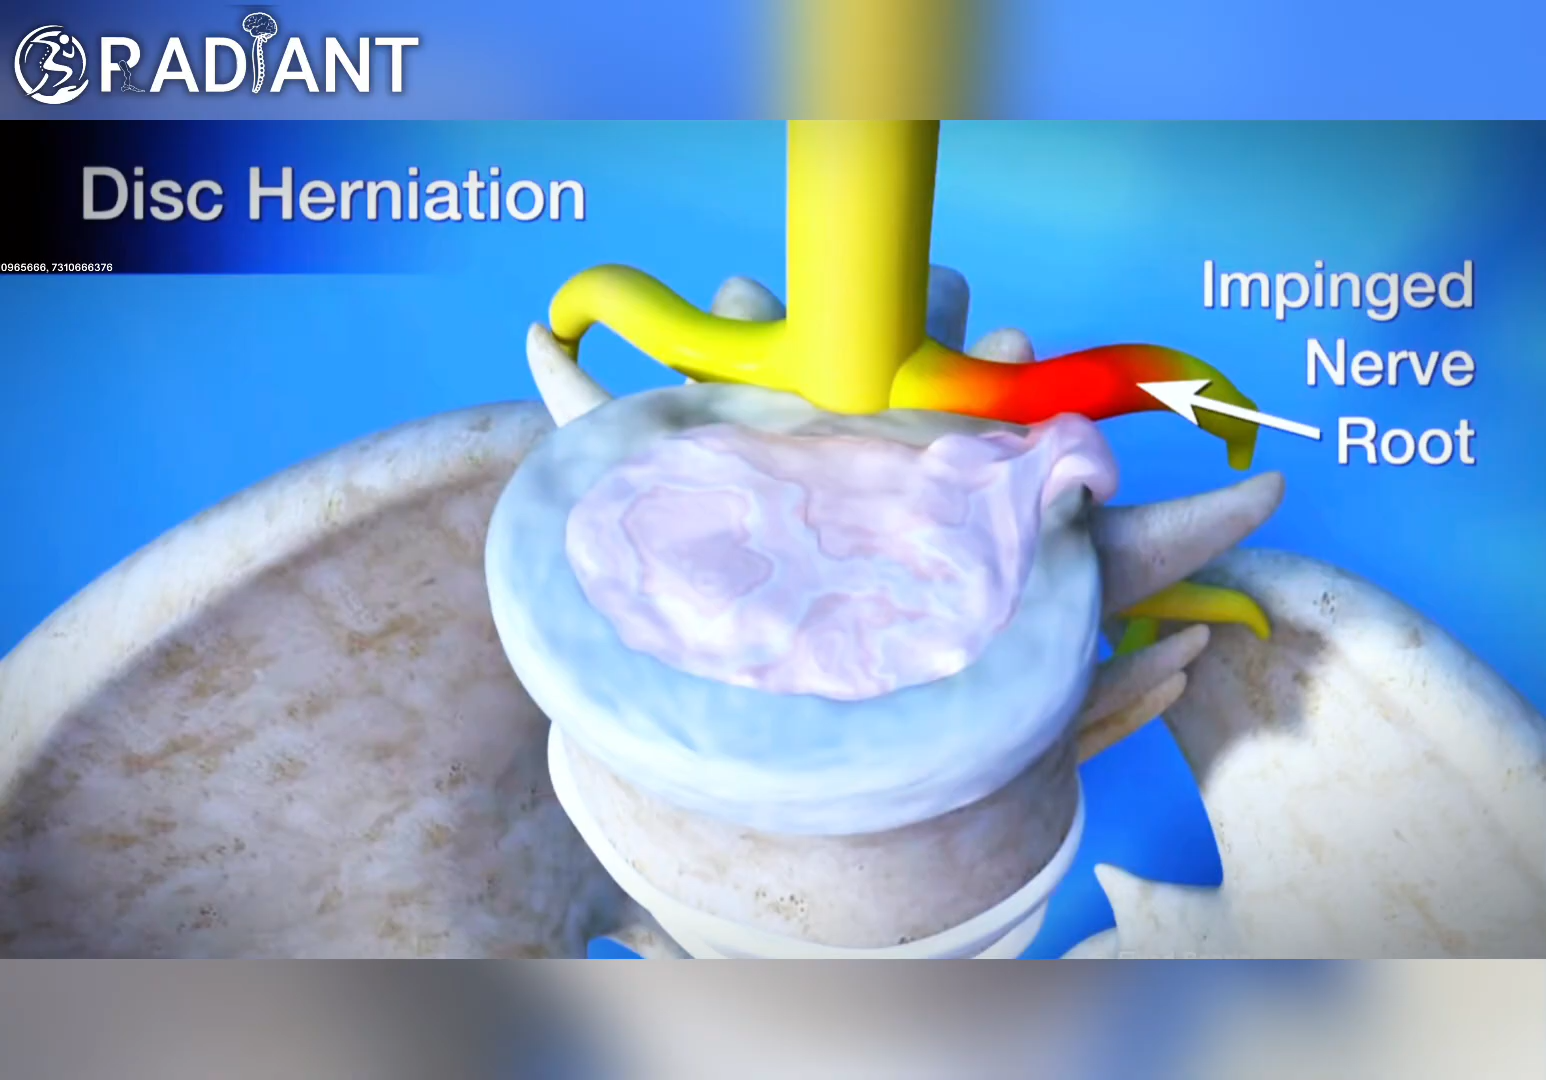 RADIANT
Disc Herniation
0965666, 7310666376
Impinged
Nerve
Root